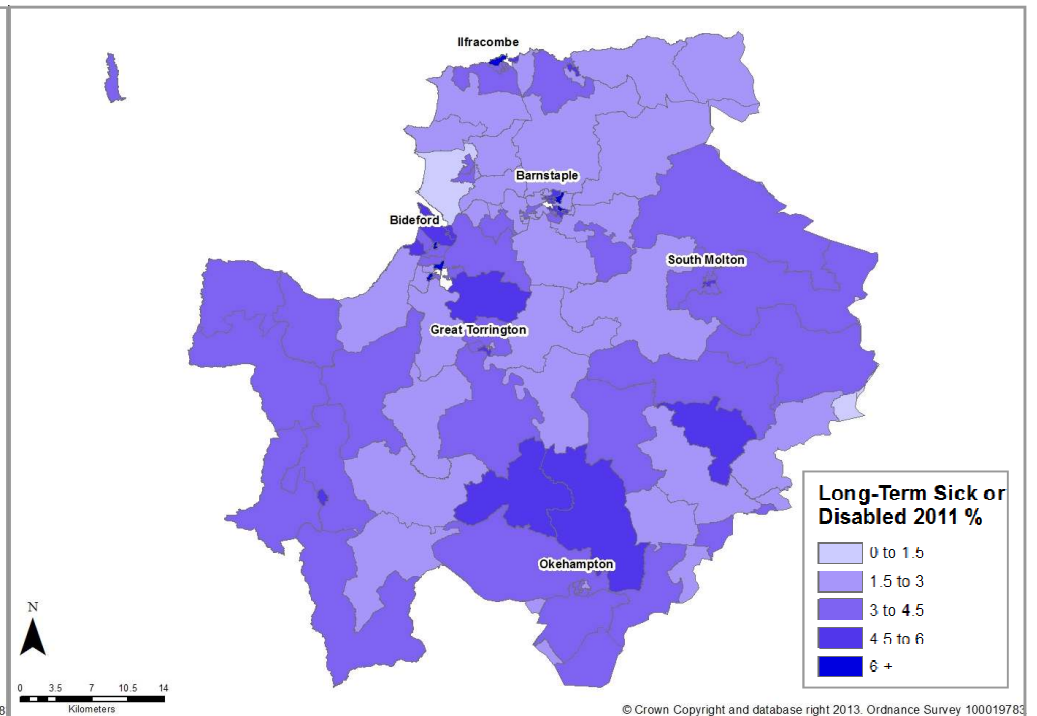 Ilfracombe
Barnstaple
Bideford
South Molton
Great Torrington
Okehampton
Long-Term Sick or
Disabled 2011 %
0 to 1.5
1.5 to 3
3 to 4.5
4.5 to 6
6 +
N
0 3.5 7 10.5 14
Kilometers
8
© Crown Copyright and database right 2013. Ordnance Survey 100019783